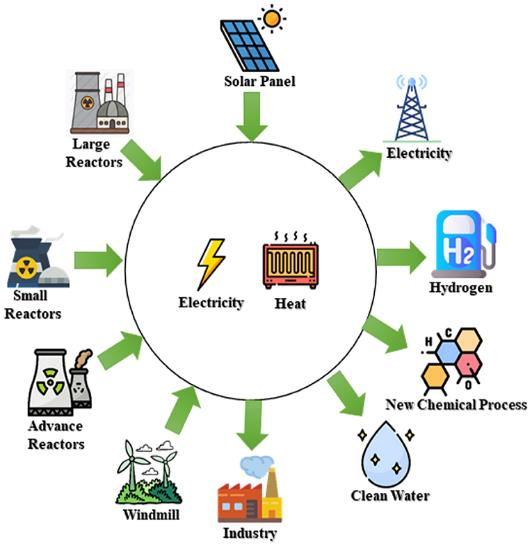 Solar Panel
Large
Reactors
Electricity
Small
Reactors
Electricity
Heat
H2
Hydrogen
Advance
Reactors
H
C
O
New Chemical Process
Windmill
Industry
Clean Water